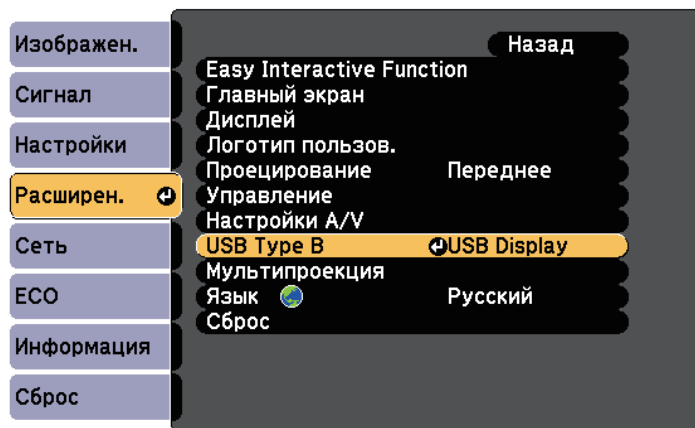 Изображен.
Сигнал
Настройки
Расширен.
Сеть
ECO
Информация
Сброс
Назад
Easy Interactive Function
Главный экран
Дисплей
Логотип пользов.
Проецирование Переднее
Управление
Настройки A/V
USB Type B USB Display
Мультипроекция
Язык Русский
Сброс